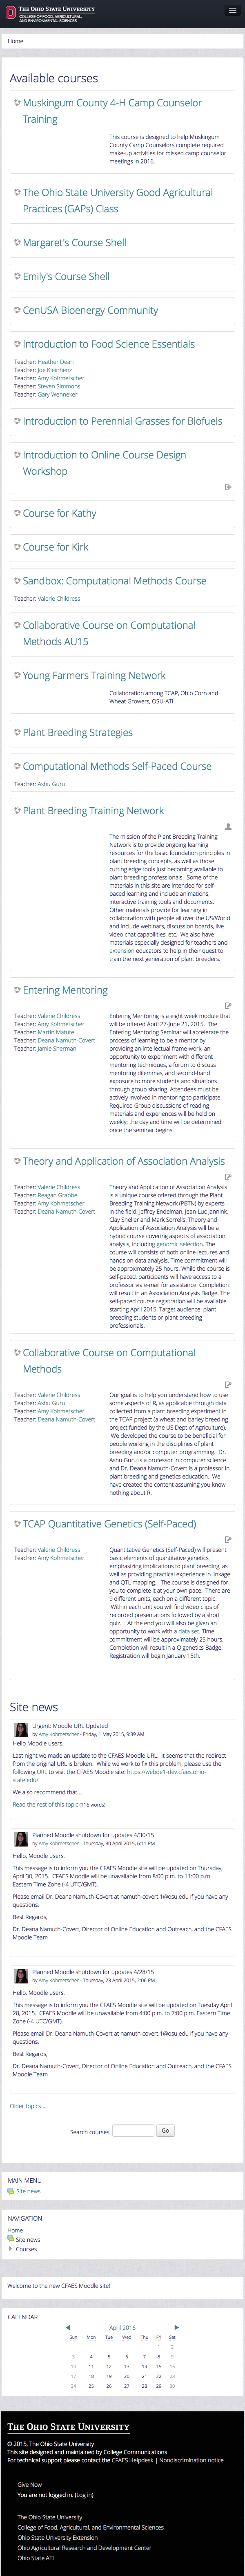 THE OHIO STATE UNIVERSITY
COLLEGE OF FOOD, AGRICULTURAL,
AND ENVIRONMENTAL SCIENCES
Home
Available courses
Muskingum County 4-H Camp Counselor
Training
This course is designed to help Muskingum
County Camp Counselors complete required
make-up activities for missed camp counselor
meetings in 2016.
The Ohio State University Good Agricultural
Practices (GAPs) Class
Margaret's Course Shell
Emily's Course Shell
CenUSA Bioenergy Community
Introduction to Food Science Essentials
Teacher: Heather Dean
Teacher: Joe Kleinhenz
Teacher: Amy Kohmetscher
Teacher: Steven Simmons
Teacher: Gary Wenneker
Introduction to Perennial Grasses for Biofuels
Introduction to Online Course Design
Workshop
Course for Kathy
Course for Kirk
Sandbox: Computational Methods Course
Teacher: Valerie Childress
Collaborative Course on Computational
Methods AU15
Young Farmers Training Network
Collaboration among TCAP, Ohio Corn and
Wheat Growers, OSU-ATI
Plant Breeding Strategies
Computational Methods Self-Paced Course
Teacher: Ashu Guru
Plant Breeding Training Network
The mission of the Plant Breeding Training
Network is to provide ongoing learning
resources for the basic foundation principles in
plant breeding concepts, as well as those
cutting edge tools just becoming available to
plant breeding professionals.  Some of the
materials in this site are intended for self-
paced learning and include animations,
interactive training tools and documents.
Other materials provide for learning in
collaboration with people all over the US/World
and include webinars, discussion boards, live
video chat capabilities, etc.  We also have
materials especially designed for teachers and
extension educators to help in their quest to
train the next generation of plant breeders.
Entering Mentoring
Teacher: Valerie Childress
Teacher: Amy Kohmetscher
Teacher: Martin Matute
Teacher: Deana Namuth-Covert
Teacher: Jamie Sherman
Entering Mentoring is an eight week module that
will be offered April 27-June 21, 2015.  The
Entering Mentoring Seminar will accelerate the
process of learning to be a mentor by
providing an intellectual frame work, an
opportunity to experiment with different
mentoring techniques, a forum to discuss
mentoring dilemmas, and second-hand
exposure to more students and situations
through group sharing. Attendees must be
actively involved in mentoring to participate.
Required Group discussions of reading
materials and experiences will be held on
weekly; the day and time will be determined
once the seminar begins.
Theory and Application of Association Analysis
Teacher: Valerie Childress
Teacher: Reagan Grabbe
Teacher: Amy Kohmetscher
Teacher: Deana Namuth-Covert
Theory and Application of Association Analysis
is a unique course offered through the Plant
Breeding Training Network (PBTN) by experts
in the field: Jeffrey Endelman, Jean-Luc Jannink,
Clay Sneller and Mark Sorrells. Theory and
Application of Association Analysis will be a
hybrid course covering aspects of association
analysis, including genomic selection. The
course will consists of both online lectures and
hands on data analysis. Time commitment will
be approximately 25 hours. While the class is
self-paced, participants will have access to a
professor via e-mail for assistance. Completion
will result in an Association Analysis Badge. The
self-paced course registration will be available
starting April 2015. Target audience: plant
breeding students or plant breeding
professionals.
Collaborative Course on Computational
Methods
Teacher: Valerie Childress
Teacher: Ashu Guru
Teacher: Amy Kohmetscher
Teacher: Deana Namuth-Covert
Our goal is to help you understand how to use
some aspects of R, as applicable through data
collected from a plant breeding experiment in
the TCAP project (a wheat and barley breeding
project funded by the US Dept of Agriculture).
We developed the course to be beneficial for
people working in the disciplines of plant
breeding and/or computer programming.  Dr.
Ashu Guru is a professor in computer science
and Dr. Deana Namuth-Covert is a professor in
plant breeding and genetics education.  We
have created the content assuming you know
nothing about R.
TCAP Quantitative Genetics (Self-Paced)
Teacher: Valerie Childress
Teacher: Amy Kohmetscher
Quantitative Genetics (Self-Paced) will present
basic elements of quantitative genetics
emphasizing implications to plant breeding, as
well as providing practical experience in linkage
and QTL mapping.   The course is designed for
you to complete it at your own pace.  There are
9 different units, each on a different topic.
Within each unit you will view a series of short
recorded presentations followed by a short
quiz.    At the end you will also be given the
opportunity to work with a data set. Time
commitment will be approximately 25 hours.
Completion will result in a Q genetics Badge.
Registration will begin January 15th.
Site news
Urgent: Moodle URL Updated
by Amy Kohmetscher - Friday, 1 May 2015, 9:39 AM
Hello Moodle users.
Last night we made an update to the CFAES Moodle URL.  It seems that the redirect
from the original URL is broken.  While we work to fix this problem, please use the
following URL to visit the CFAES Moodle site: https://webde1-dev.cfaes.ohio-
state.edu/
We also recommend that ...
Read the rest of this topic (116 words)
Planned Moodle shutdown for updates 4/30/15
by Amy Kohmetscher - Thursday, 30 April 2015, 6:11 PM
Hello, Moodle users.
This message is to inform you the CFAES Moodle site will be updated on Thursday,
April 30, 2015.  CFAES Moodle will be unavailable from 8:00 p.m. to 11:00 p.m.
Eastern Time Zone (-4 UTC/GMT).
Please email Dr. Deana Namuth-Covert at namuth-covert.1@osu.edu if you have any
questions.
Best Regards,
Dr. Deana Namuth-Covert, Director of Online Education and Outreach, and the CFAES
Moodle Team
Planned Moodle shutdown for updates 4/28/15
by Amy Kohmetscher - Thursday, 23 April 2015, 2:06 PM
Hello, Moodle users.
This message is to inform you the CFAES Moodle site will be updated on Tuesday April
28, 2015.  CFAES Moodle will be unavailable from 4:00 p.m. to 7:00 p.m. Eastern Time
Zone (-4 UTC/GMT).
Please email Dr. Deana Namuth-Covert at namuth-covert.1@osu.edu if you have any
questions.
Best Regards,
Dr. Deana Namuth-Covert, Director of Online Education and Outreach, and the CFAES
Moodle Team
Older topics ...
Search courses: Go
MAIN MENU
Site news
NAVIGATION
Home
Site news
Courses
Welcome to the new CFAES Moodle site!
CALENDAR
April 2016
Sun Mon Tue Wed Thu Fri Sat
1 2
3 4 5 6 7 8 9
10 11 12 13 14 15 16
17 18 19 20 21 22 23
24 25 26 27 28 29 30
THE OHIO STATE UNIVERSITY
© 2015, The Ohio State University
This site designed and maintained by College Communications
For technical support please contact the CFAES Helpdesk | Nondiscrimination notice
Give Now
You are not logged in. (Log in)
The Ohio State University
College of Food, Agricultural, and Environmental Sciences
Ohio State University Extension
Ohio Agricultural Research and Development Center
Ohio State ATI